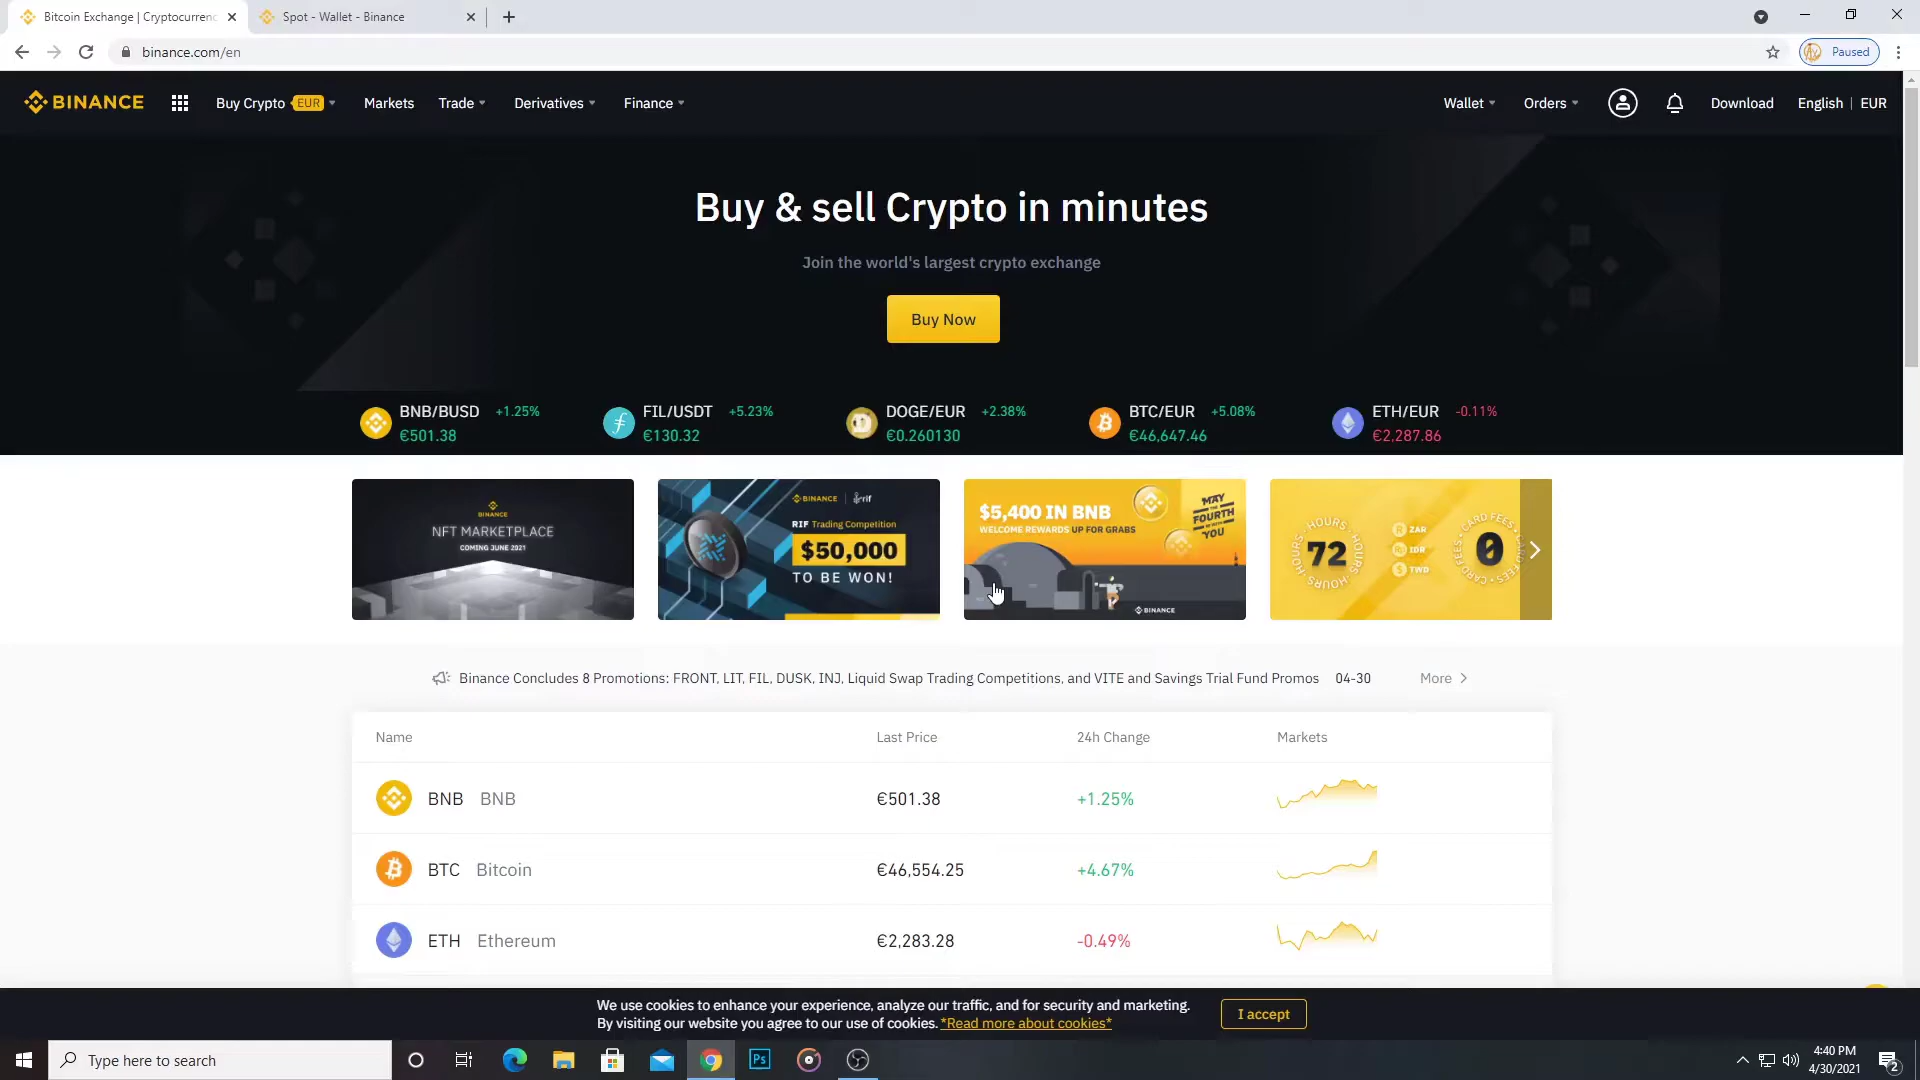 Bitcoin Exchange | Cryptocurrenc
Spot - Wallet - Binance
binance.com/en
Paused
BINANCE
Buy Crypto EUR
Markets
Trade
Derivatives
Finance
Wallet
Orders
Download
English | EUR
Buy & sell Crypto in minutes
Join the world's largest crypto exchange
Buy Now
BNB/BUSD +1.25%
€501.38
FIL/USDT +5.23%
€130.32
DOGE/EUR +2.38%
€0.260130
BTC/EUR +5.08%
€46,647.46
ETH/EUR -0.11%
€2,287.86
BINANCE
NFT MARKETPLACE
COMING JUNE 2021
BINANCE | rif
RIF Trading Competition
$50,000
TO BE WON!
$5,400 IN BNB
WELCOME REWARDS UP FOR GRABS
MAY
THE
FOURTH
BE WITH
YOU
BINANCE
HOURS HOURS HOURS HOURS
72
ZAR
IDR
TWD
CARD FEES CARD FEES
0
Binance Concludes 8 Promotions: FRONT, LIT, FIL, DUSK, INJ, Liquid Swap Trading Competitions, and VITE and Savings Trial Fund Promos 04-30 More
Name Last Price 24h Change Markets
BNB BNB €501.38 +1.25%
BTC Bitcoin €46,554.25 +4.67%
ETH Ethereum €2,283.28 -0.49%
We use cookies to enhance your experience, analyze our traffic, and for security and marketing.
By visiting our website you agree to our use of cookies. *Read more about cookies*
I accept
Type here to search
Ps
4:40 PM
4/30/2021
2